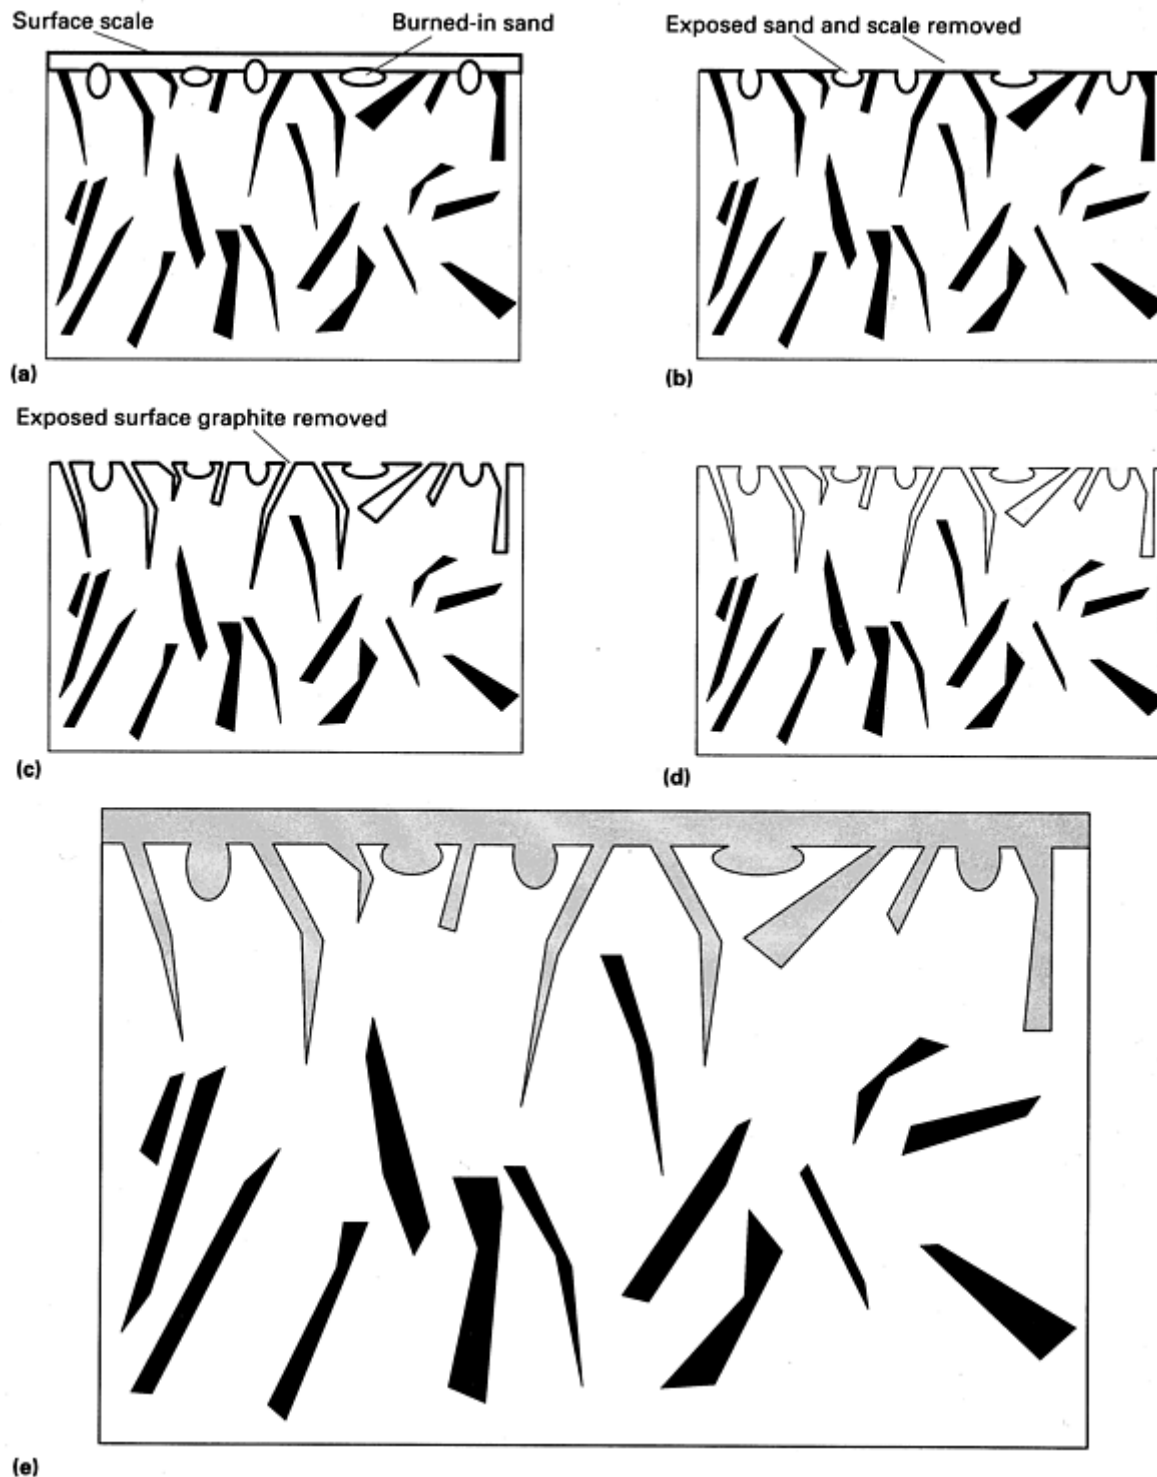 Surface scale
Burned-in sand
Exposed sand and scale removed
(a)
(b)
Exposed surface graphite removed
(c)
(d)
(e)